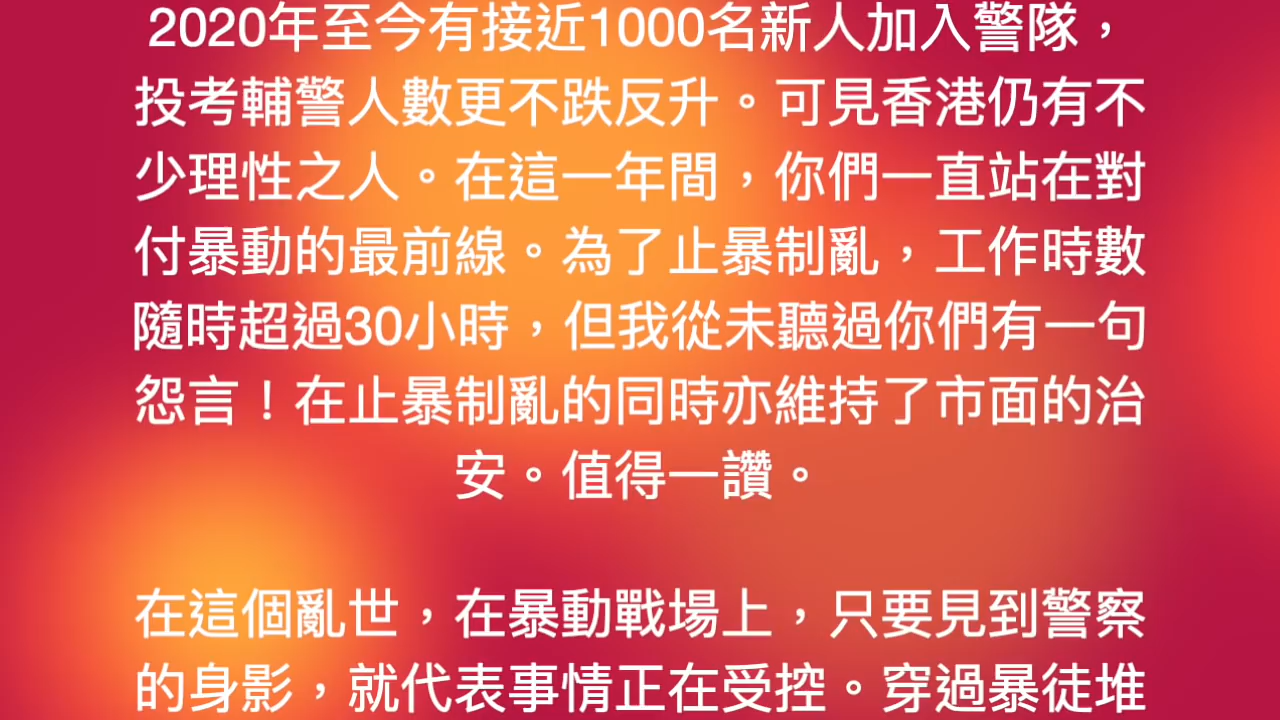 2020年至今有接近1000名新人加入警隊，
投考輔警人數更不跌反升。可見香港仍有不
少理性之人。在這一年間，你們一直站在對
付暴動的最前線。為了止暴制亂，工作時數
隨時超過30小時，但我從未聽過你們有一句
怨言！在止暴制亂的同時亦維持了市面的治
安。值得一讚。
在這個亂世，在暴動戰場上，只要見到警察
的身影，就代表事情正在受控。穿過暴徒堆